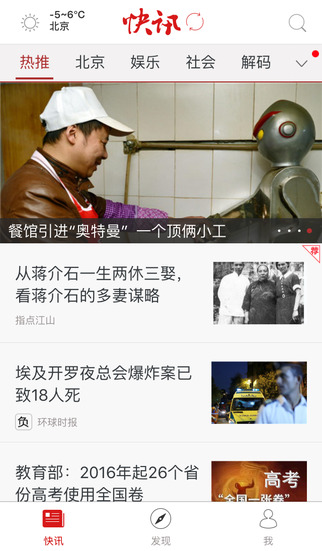 -5~6°C
北京
快讯
热推 北京 娱乐 社会 解码
餐馆引进“奥特曼” 一个顶俩小工
荐
从蒋介石一生两休三娶,
看蒋介石的多妻谋略
指点江山
埃及开罗夜总会爆炸案已
致18人死
负 环球时报
教育部：2016年起26个省
份高考使用全国卷
高考
“全国一张卷”
快讯 发现 我